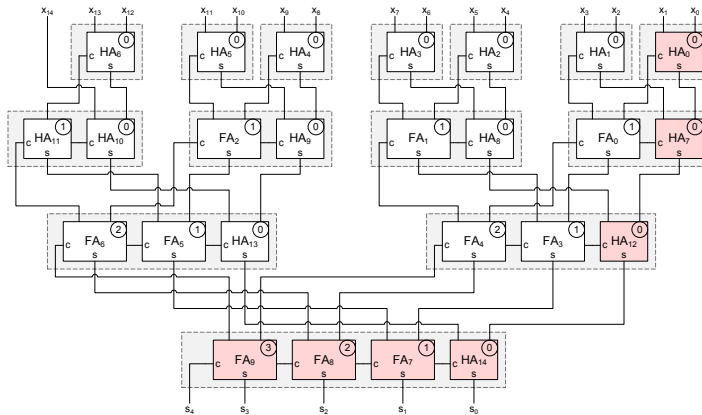 x14 x13 x12 x11 x10 x9 x8 x7 x6 x5 x4 x3 x2 x1 x0
0 0 0 0 0 0 0
c HA6 s c HA5 s c HA4 s c HA3 s c HA2 s c HA1 s c HA0 s
1 0 1 0 1 0 1 0
c HA11 s c HA10 s c FA2 s c HA9 s c FA1 s c HA8 s c FA0 s c HA7 s
2 1 0 2 1 0
c FA6 s c FA5 s c HA13 s c FA4 s c FA3 s c HA12 s
3 2 1 0
c FA9 s c FA8 s c FA7 s c HA14 s
s4 s3 s2 s1 s0